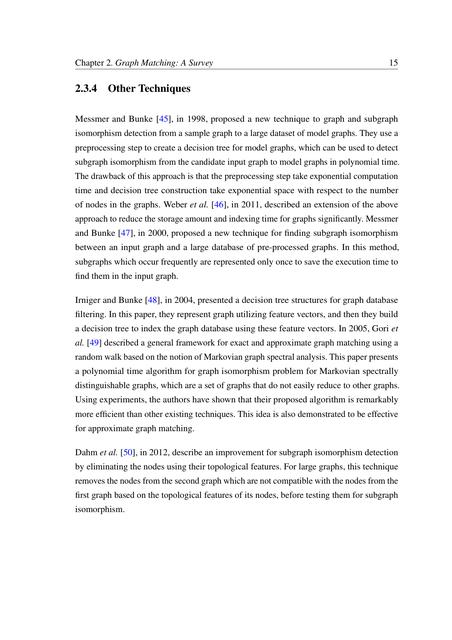 Chapter 2. Graph Matching: A Survey 15
2.3.4 Other Techniques
Messmer and Bunke [45], in 1998, proposed a new technique to graph and subgraph
isomorphism detection from a sample graph to a large dataset of model graphs. They use a
preprocessing step to create a decision tree for model graphs, which can be used to detect
subgraph isomorphism from the candidate input graph to model graphs in polynomial time.
The drawback of this approach is that the preprocessing step take exponential computation
time and decision tree construction take exponential space with respect to the number
of nodes in the graphs. Weber et al. [46], in 2011, described an extension of the above
approach to reduce the storage amount and indexing time for graphs significantly. Messmer
and Bunke [47], in 2000, proposed a new technique for finding subgraph isomorphism
between an input graph and a large database of pre-processed graphs. In this method,
subgraphs which occur frequently are represented only once to save the execution time to
find them in the input graph.
Irniger and Bunke [48], in 2004, presented a decision tree structures for graph database
filtering. In this paper, they represent graph utilizing feature vectors, and then they build
a decision tree to index the graph database using these feature vectors. In 2005, Gori et
al. [49] described a general framework for exact and approximate graph matching using a
random walk based on the notion of Markovian graph spectral analysis. This paper presents
a polynomial time algorithm for graph isomorphism problem for Markovian spectrally
distinguishable graphs, which are a set of graphs that do not easily reduce to other graphs.
Using experiments, the authors have shown that their proposed algorithm is remarkably
more efficient than other existing techniques. This idea is also demonstrated to be effective
for approximate graph matching.
Dahm et al. [50], in 2012, describe an improvement for subgraph isomorphism detection
by eliminating the nodes using their topological features. For large graphs, this technique
removes the nodes from the second graph which are not compatible with the nodes from the
first graph based on the topological features of its nodes, before testing them for subgraph
isomorphism.